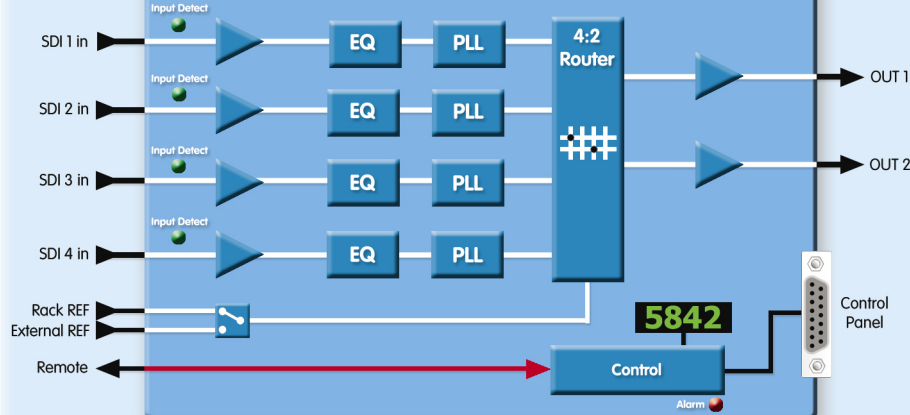 Input Detect
SDI 1 in
EQ
PLL
4:2
Router
OUT 1
Input Detect
SDI 2 in
EQ
PLL
Input Detect
SDI 3 in
EQ
PLL
OUT 2
Input Detect
SDI 4 in
EQ
PLL
Rack REF
External REF
5842
Control
Panel
Remote
Control
Alarm